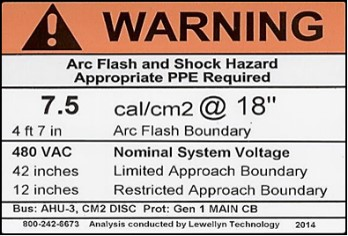 WARNING
Arc Flash and Shock Hazard
Appropriate PPE Required
7.5 cal/cm2 @ 18"
4 ft 7 in Arc Flash Boundary
480 VAC Nominal System Voltage
42 inches Limited Approach Boundary
12 inches Restricted Approach Boundary
Bus: AHU-3, CM2 DISC Prot: Gen 1 MAIN CB
800-242-6673 Analysis conducted by Lewellyn Technology 2014